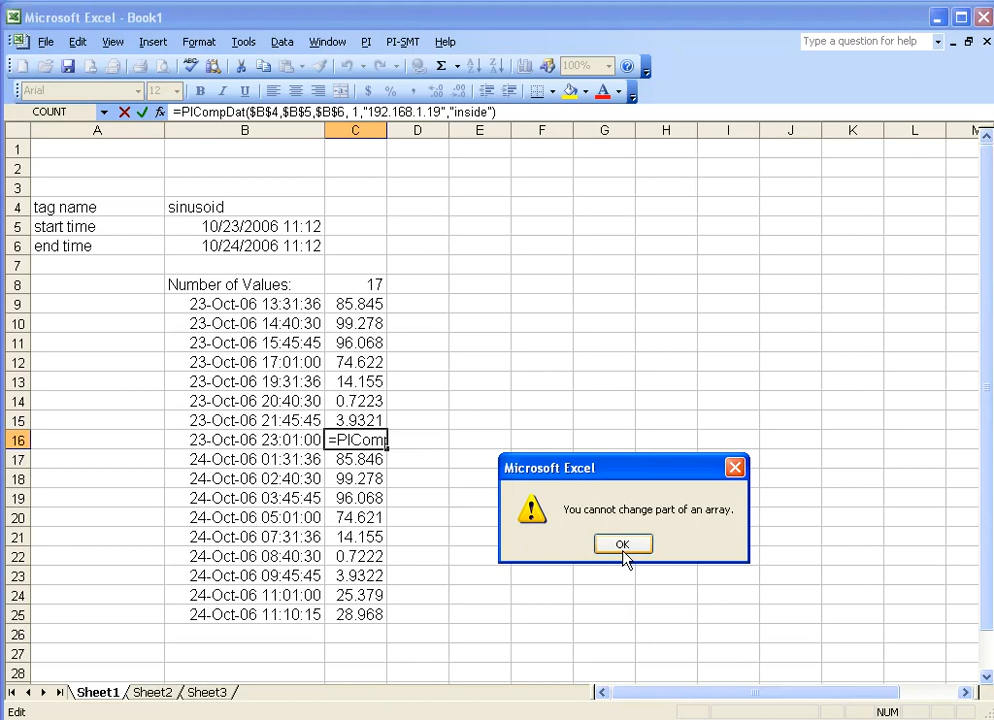 Microsoft Excel - Book1
File Edit View Insert Format Tools Data Window PI PI-SMT Help Type a question for help
100%
Arial 12 B I U $ % ,
COUNT fx =PICompDat($B$4,$B$5,$B$6, 1,"192.168.1.19","inside")
A B C D E F G H I J K L M
1
2
3
4 tag name sinusoid
5 start time 10/23/2006 11:12
6 end time 10/24/2006 11:12
7
8 Number of Values: 17
9 23-Oct-06 13:31:36 85.845
10 23-Oct-06 14:40:30 99.278
11 23-Oct-06 15:45:45 96.068
12 23-Oct-06 17:01:00 74.622
13 23-Oct-06 19:31:36 14.155
14 23-Oct-06 20:40:30 0.7223
15 23-Oct-06 21:45:45 3.9321
16 23-Oct-06 23:01:00 =PIComp
17 24-Oct-06 01:31:36 85.846
18 24-Oct-06 02:40:30 99.278
19 24-Oct-06 03:45:45 96.068
20 24-Oct-06 05:01:00 74.621
21 24-Oct-06 07:31:36 14.155
22 24-Oct-06 08:40:30 0.7222
23 24-Oct-06 09:45:45 3.9322
24 24-Oct-06 11:01:00 25.379
25 24-Oct-06 11:10:15 28.968
26
27
28
Microsoft Excel
You cannot change part of an array.
OK
Sheet1 Sheet2 Sheet3
Edit NUM